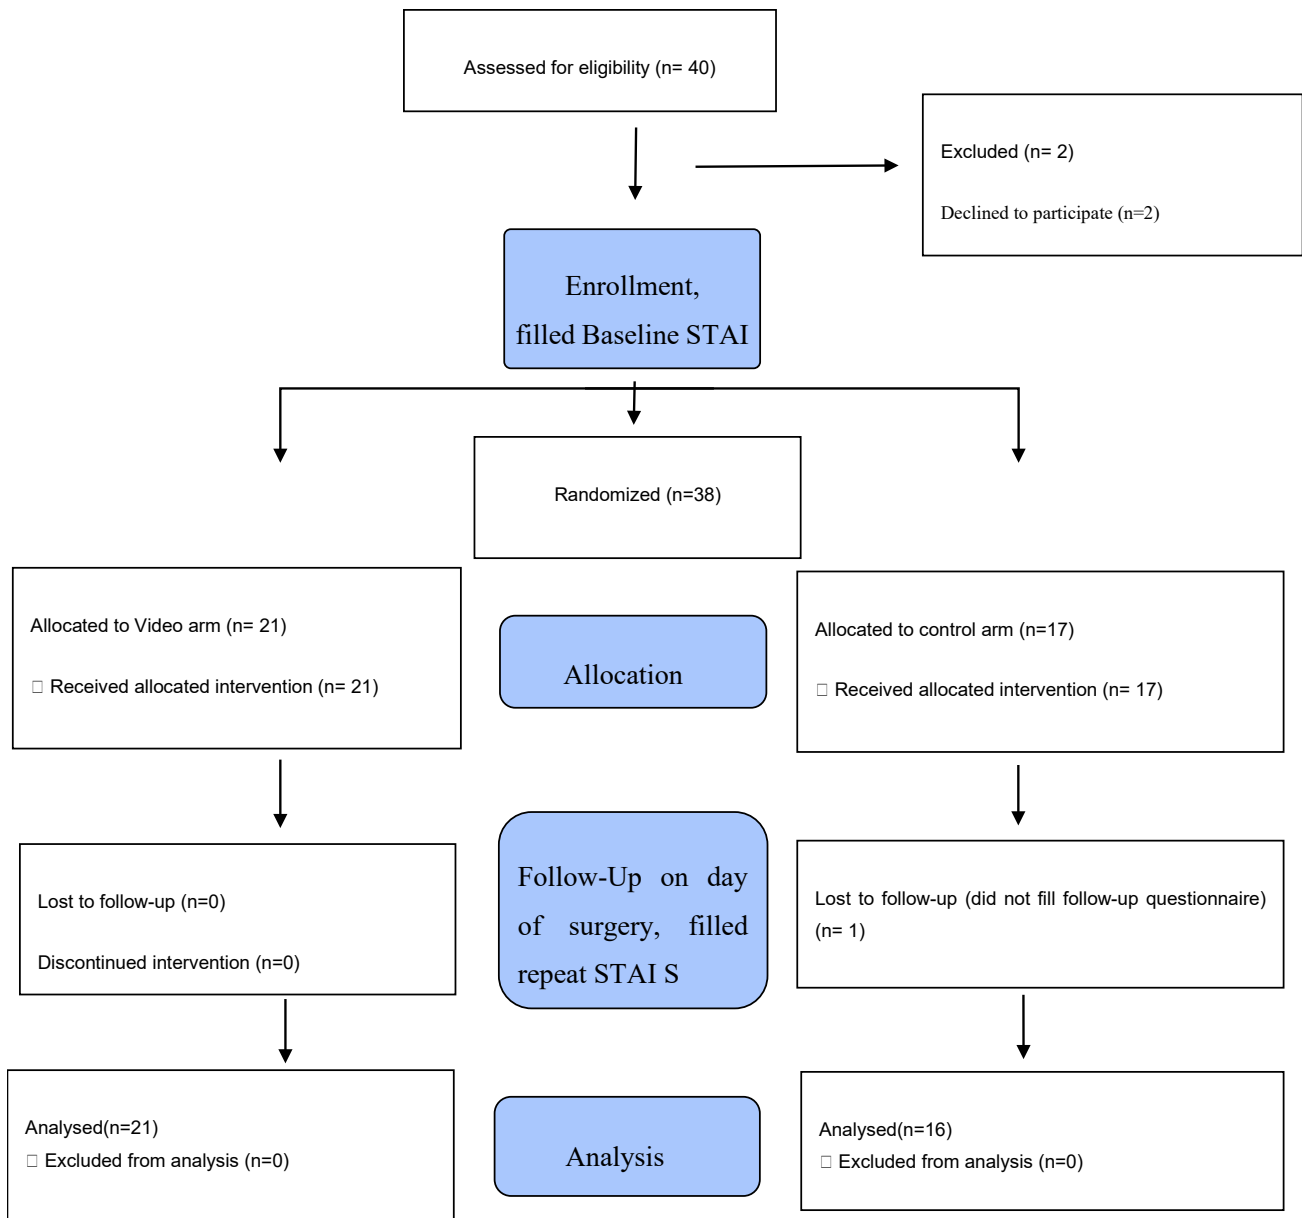 Assessed for eligibility (n= 40)
Excluded (n= 2)
Declined to participate (n=2)
Enrollment,
filled Baseline STAI
Randomized (n=38)
Allocated to Video arm (n= 21)
□ Received allocated intervention (n= 21)
Allocation
Allocated to control arm (n=17)
□ Received allocated intervention (n= 17)
Lost to follow-up (n=0)
Discontinued intervention (n=0)
Follow-Up on day
of surgery, filled
repeat STAI S
Lost to follow-up (did not fill follow-up questionnaire)
(n= 1)
Analysed(n=21)
□ Excluded from analysis (n=0)
Analysis
Analysed(n=16)
□ Excluded from analysis (n=0)